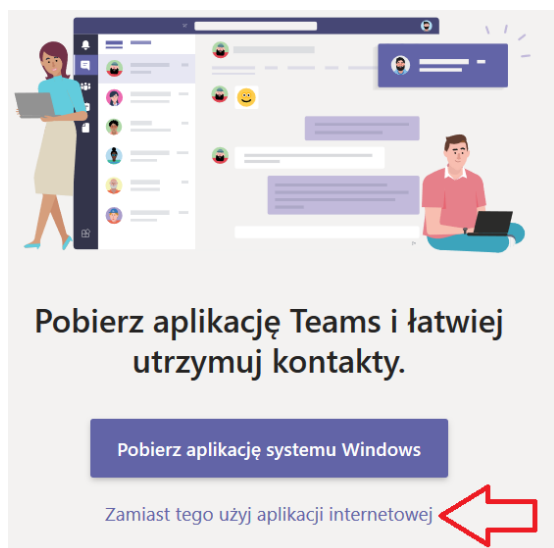 Pobierz aplikację Teams i łatwiej
utrzymuj kontakty.
Pobierz aplikację systemu Windows
Zamiast tego użyj aplikacji internetowej